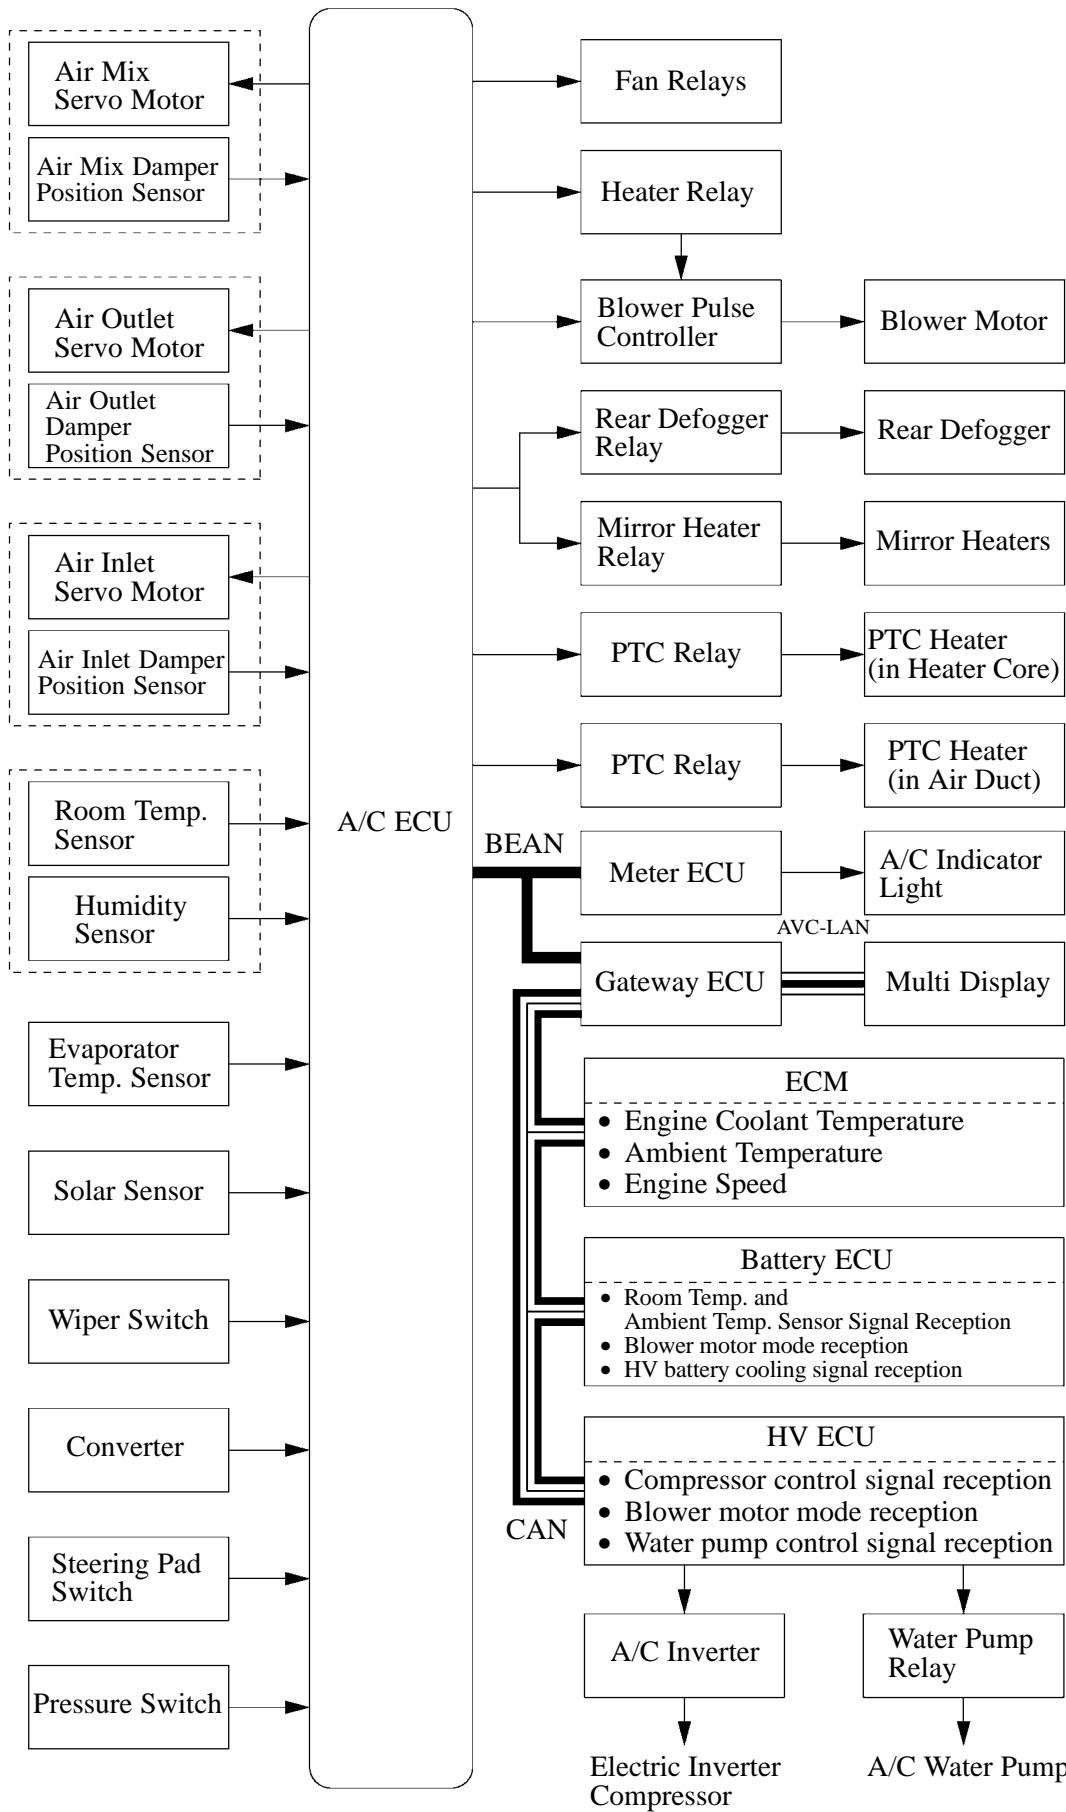 Air Mix
Servo Motor
Air Mix Damper
Position Sensor
Air Outlet
Servo Motor
Air Outlet
Damper
Position Sensor
Air Inlet
Servo Motor
Air Inlet Damper
Position Sensor
Room Temp.
Sensor
Humidity
Sensor
Evaporator
Temp. Sensor
Solar Sensor
Wiper Switch
Converter
Steering Pad
Switch
Pressure Switch
A/C ECU
Fan Relays
Heater Relay
Blower Pulse
Controller
Blower Motor
Rear Defogger
Relay
Rear Defogger
Mirror Heater
Relay
Mirror Heaters
PTC Relay
PTC Heater
(in Heater Core)
PTC Relay
PTC Heater
(in Air Duct)
BEAN
Meter ECU
A/C Indicator
Light
AVC-LAN
Gateway ECU
Multi Display
ECM
• Engine Coolant Temperature
• Ambient Temperature
• Engine Speed
Battery ECU
• Room Temp. and
Ambient Temp. Sensor Signal Reception
• Blower motor mode reception
• HV battery cooling signal reception
HV ECU
• Compressor control signal reception
• Blower motor mode reception
• Water pump control signal reception
CAN
A/C Inverter
Water Pump
Relay
Electric Inverter
Compressor
A/C Water Pump